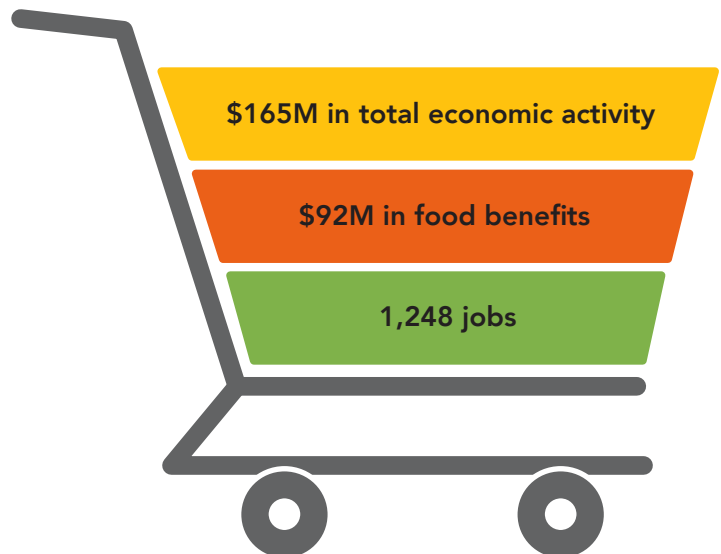 $165M in total economic activity
$92M in food benefits
1,248 jobs